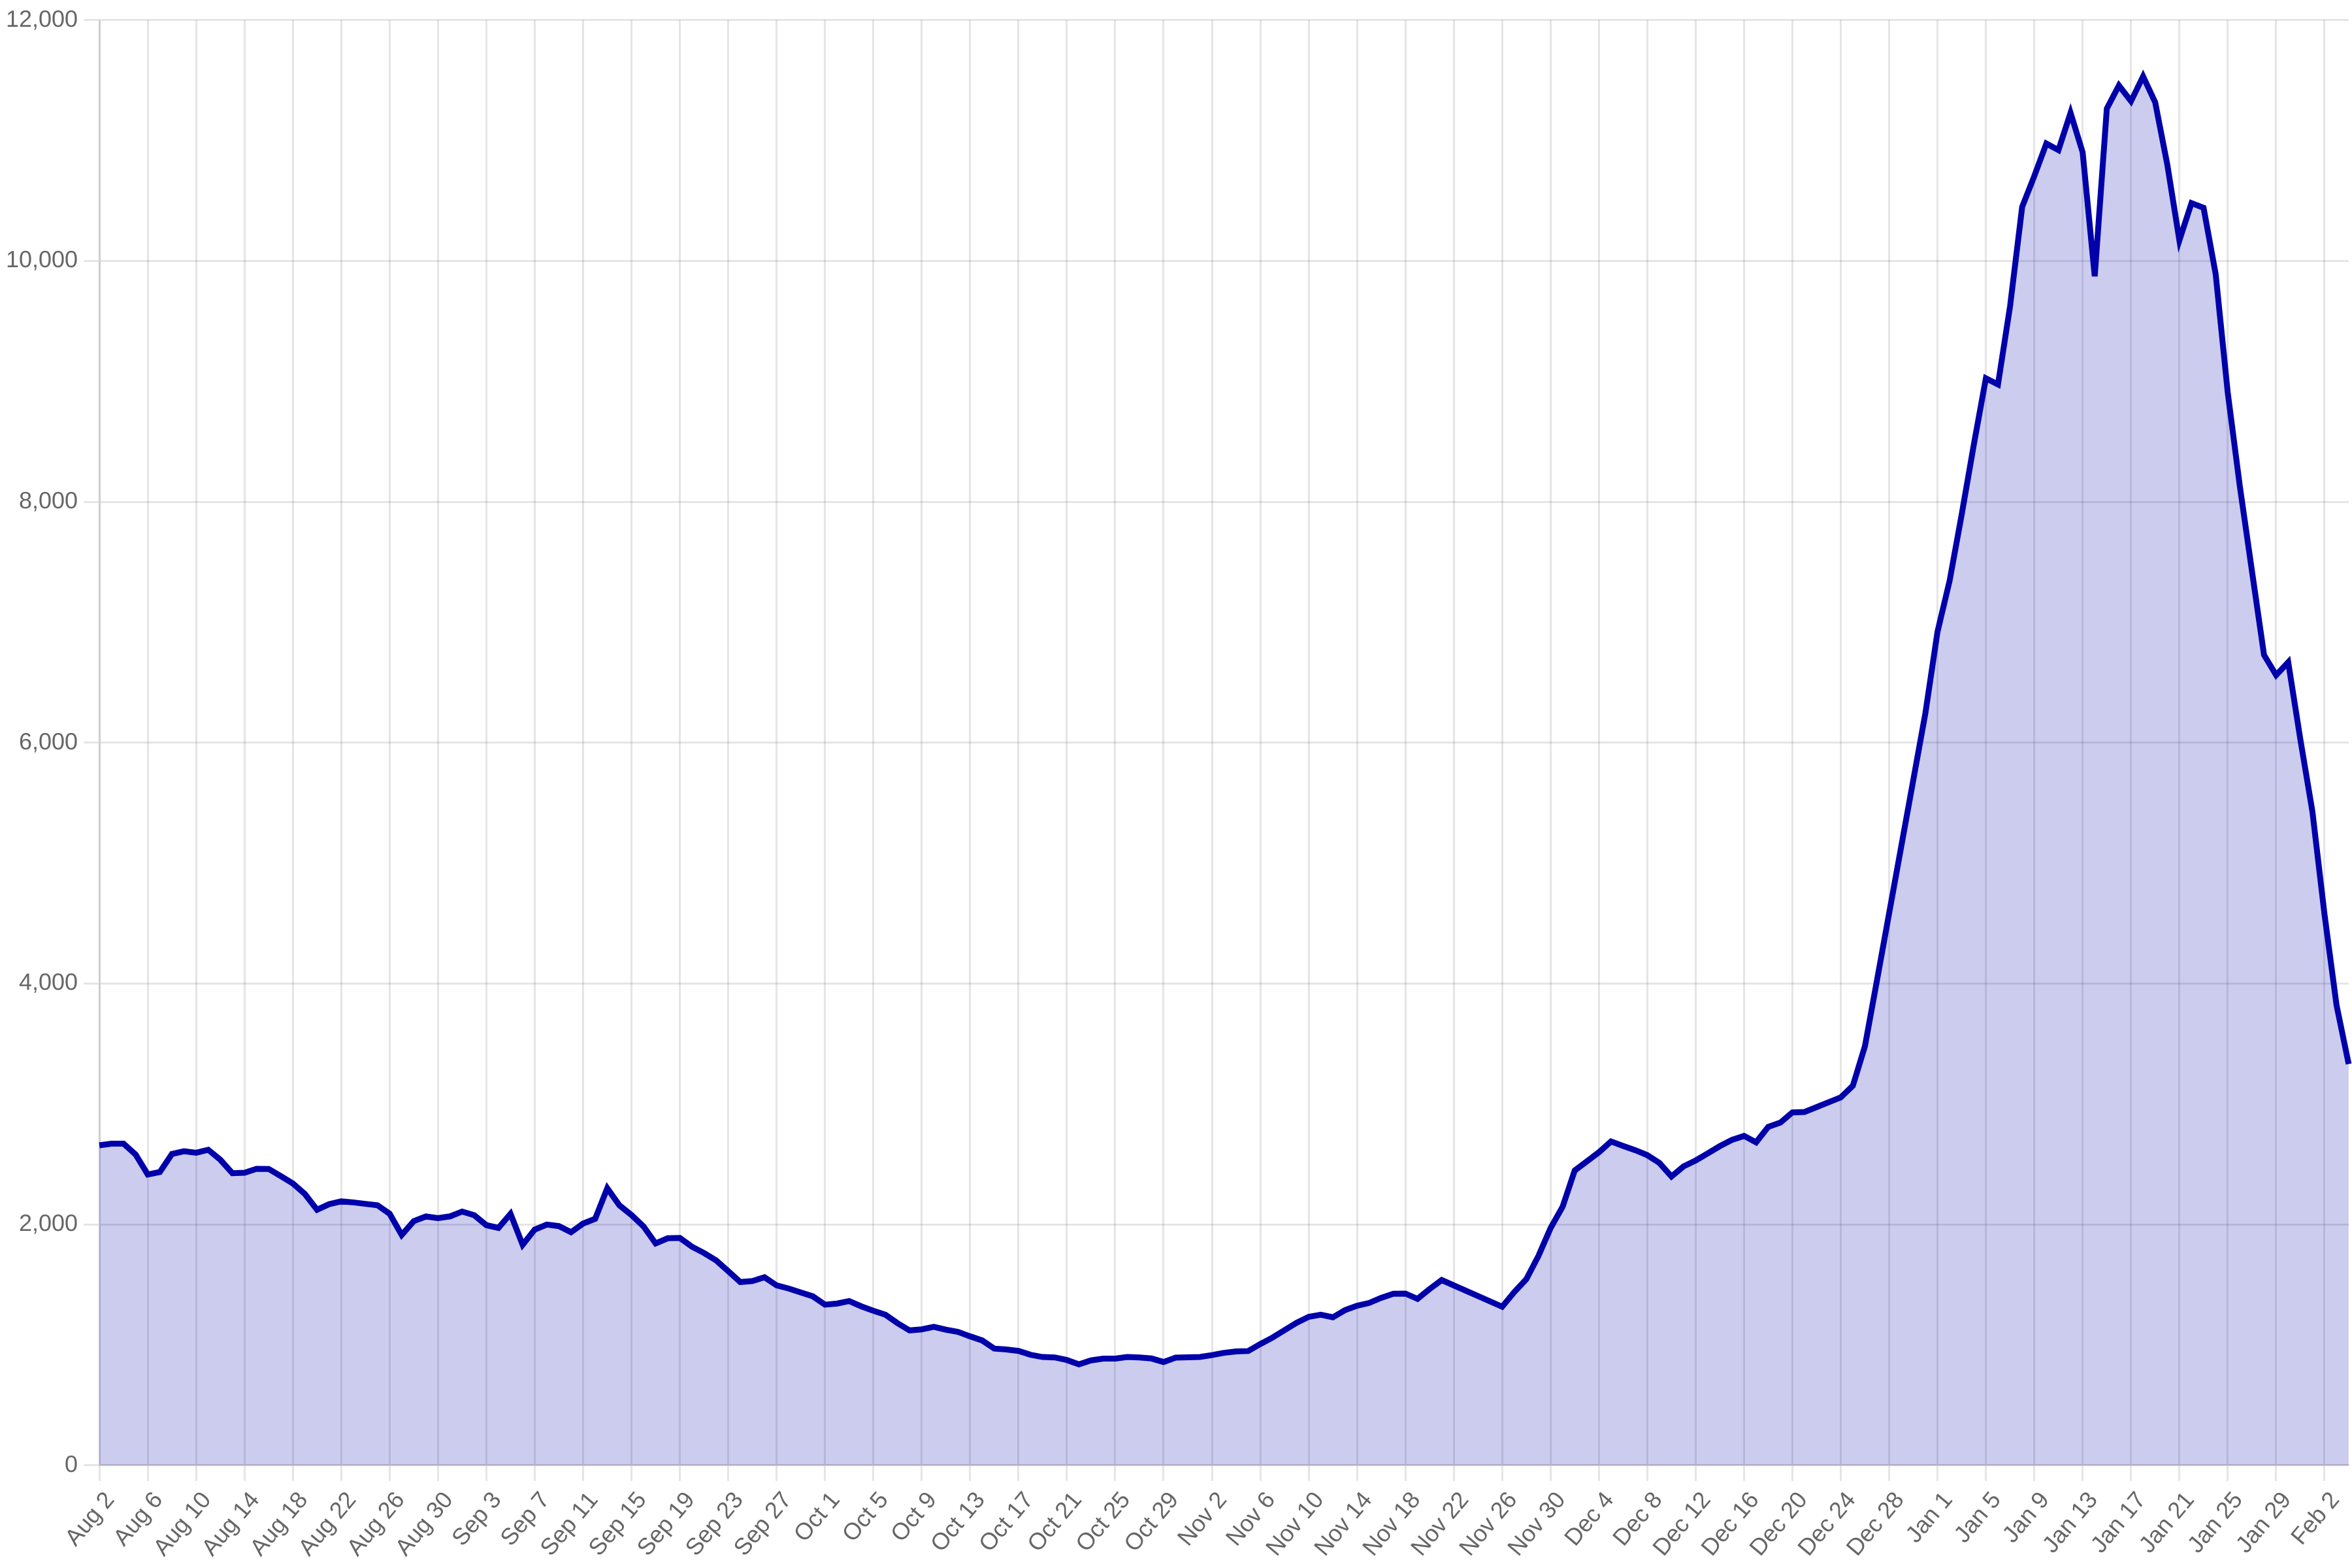 12,000
10,000
8,000
6,000
4,000
2,000
0
Aug 2
Aug 6
Aug 10
Aug 14
Aug 18
Aug 22
Aug 26
Aug 30
Sep 3
Sep 7
Sep 11
Sep 15
Sep 19
Sep 23
Sep 27
Oct 1
Oct 5
Oct 9
Oct 13
Oct 17
Oct 21
Oct 25
Oct 29
Nov 2
Nov 6
Nov 10
Nov 14
Nov 18
Nov 22
Nov 26
Nov 30
Dec 4
Dec 8
Dec 12
Dec 16
Dec 20
Dec 24
Dec 28
Jan 1
Jan 5
Jan 9
Jan 13
Jan 17
Jan 21
Jan 25
Jan 29
Feb 2